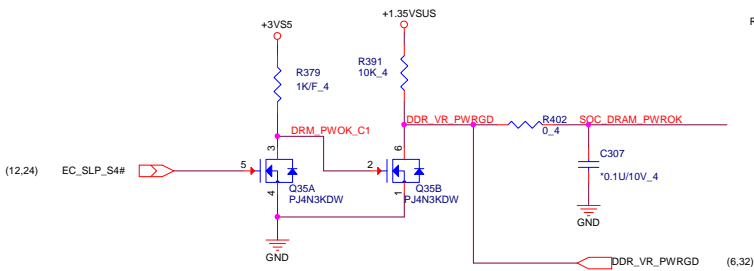 +1.35VSUS
R
+3VS5
R391
10K_4
R379
1K/F_4
DDR_VR_PWRGD
R402
0_4
SOC_DRAM_PWROK
DRM_PWOK_C1
3
6
C307
*0.1U/10V_4
(12,24)
EC_SLP_S4#
5
2
Q35A
PJ4N3KDW
4
Q35B
PJ4N3KDW
1
GND
GND
DDR_VR_PWRGD
(6,32)